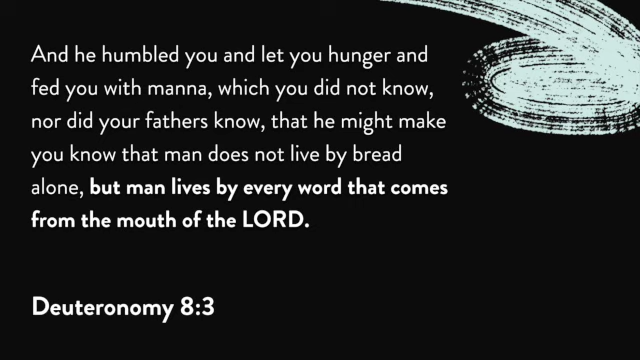 And he humbled you and let you hunger and
fed you with manna, which you did not know,
nor did your fathers know, that he might make
you know that man does not live by bread
alone, but man lives by every word that comes
from the mouth of the LORD.
Deuteronomy 8:3